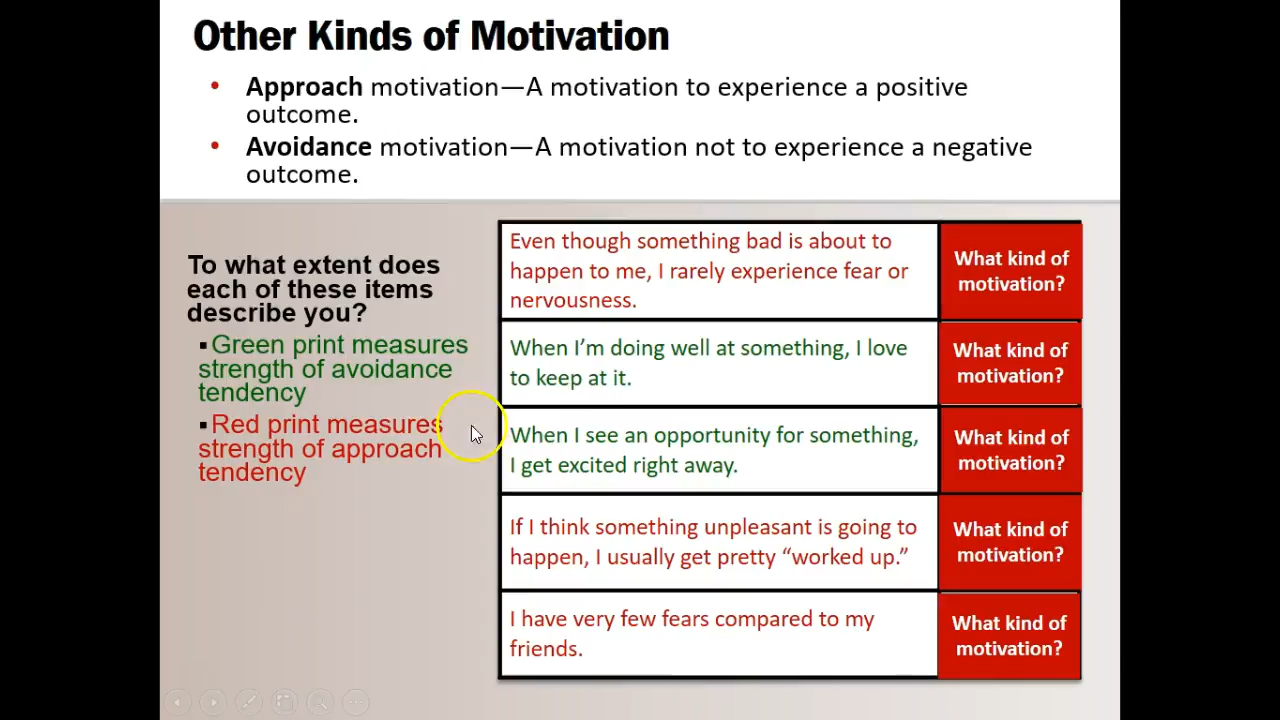 Other Kinds of Motivation
• Approach motivation—A motivation to experience a positive
outcome.
• Avoidance motivation—A motivation not to experience a negative
outcome.
To what extent does
each of these items
describe you?
▪Green print measures
strength of avoidance
tendency
▪Red print measures
strength of approach
tendency
Even though something bad is about to
happen to me, I rarely experience fear or
nervousness.
What kind of
motivation?
When I’m doing well at something, I love
to keep at it.
What kind of
motivation?
When I see an opportunity for something,
I get excited right away.
What kind of
motivation?
If I think something unpleasant is going to
happen, I usually get pretty “worked up.”
What kind of
motivation?
I have very few fears compared to my
friends.
What kind of
motivation?